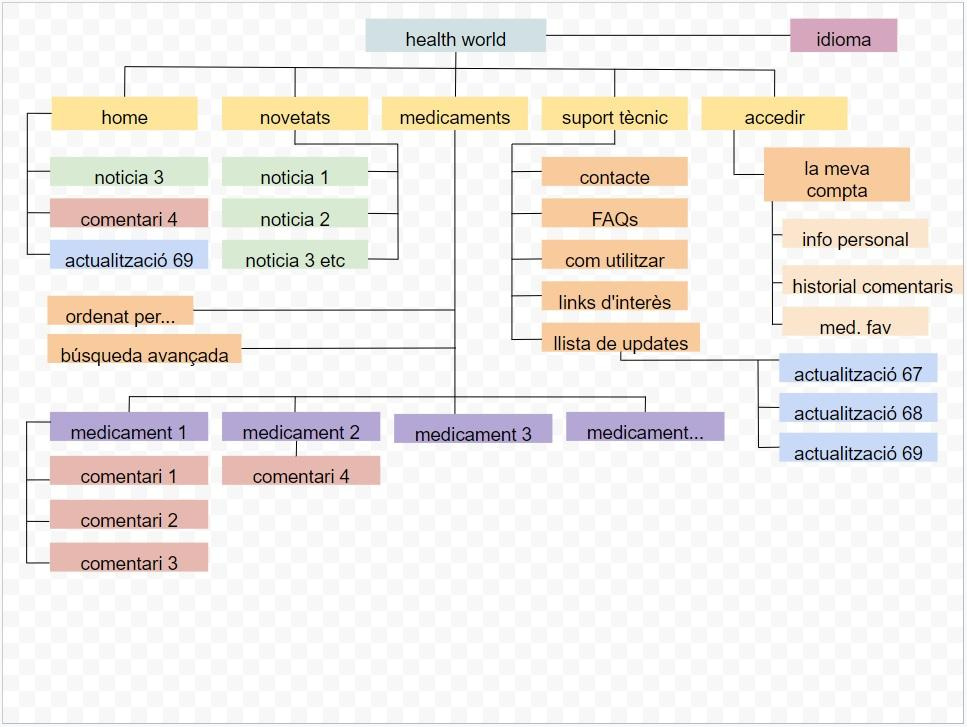 health world
idioma
home
novetats
medicaments
suport tècnic
accedir
noticia 3
comentari 4
actualització 69
noticia 1
noticia 2
noticia 3 etc
ordenat per...
búsqueda avançada
contacte
FAQs
com utilitzar
links d'interès
llista de updates
la meva
compta
info personal
historial comentaris
med. fav
actualització 67
actualització 68
actualització 69
medicament 1
medicament 2
medicament 3
medicament...
comentari 1
comentari 2
comentari 3
comentari 4